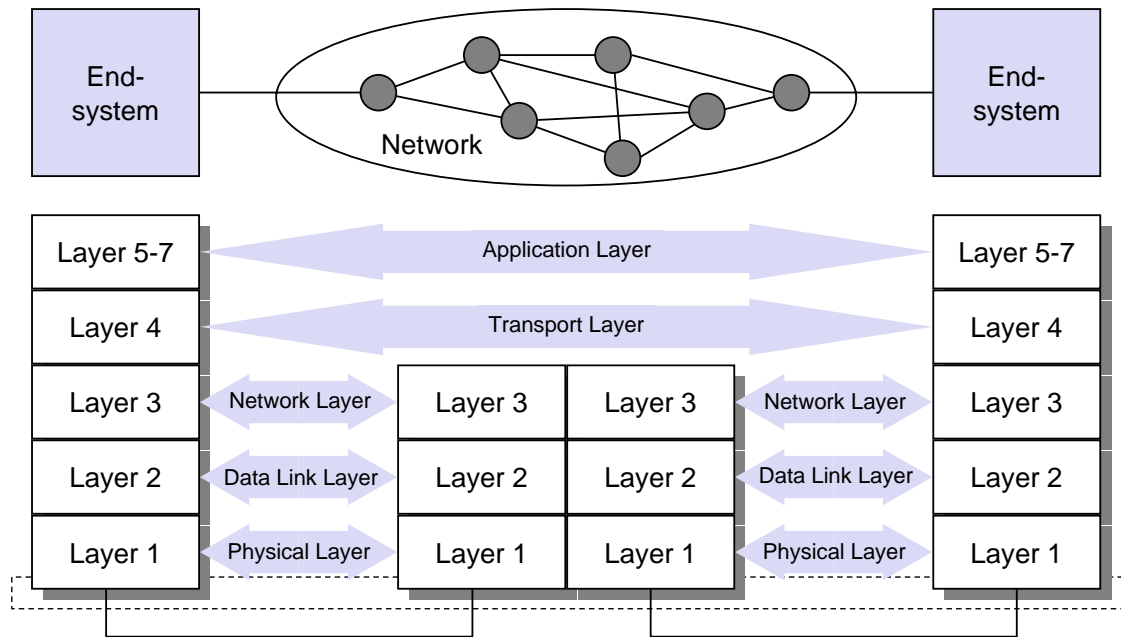 End-
system
Network
End-
system
Layer 5-7
Application Layer
Layer 5-7
Layer 4
Transport Layer
Layer 4
Layer 3
Network Layer
Layer 3
Layer 3
Network Layer
Layer 3
Layer 2
Data Link Layer
Layer 2
Layer 2
Data Link Layer
Layer 2
Layer 1
Physical Layer
Layer 1
Layer 1
Physical Layer
Layer 1